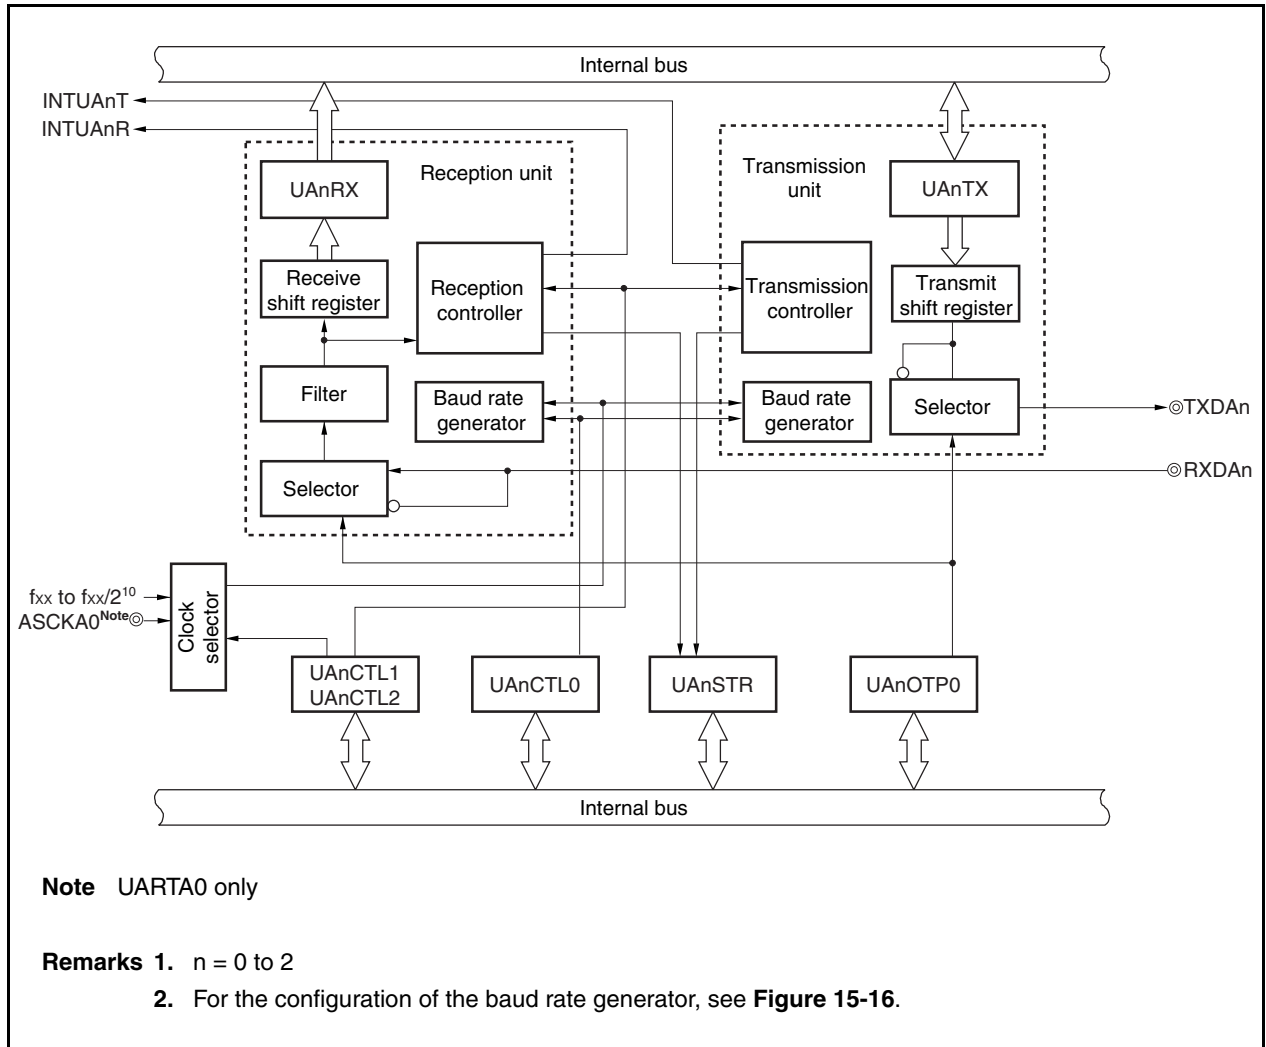 Internal bus
INTUAnT
INTUAnR
Reception unit
Transmission
unit
UAnRX
UAnTX
Receive
shift register
Reception
controller
Transmission
controller
Transmit
shift register
Filter
Baud rate
generator
Baud rate
generator
Selector
TXDAn
Selector
RXDAn
fxx to fxx/2¹⁰
ASCKA0Note
Clock
selector
UAnCTL1
UAnCTL2
UAnCTL0
UAnSTR
UAnOTP0
Internal bus
Note UARTA0 only
Remarks 1. n = 0 to 2
2. For the configuration of the baud rate generator, see Figure 15-16.